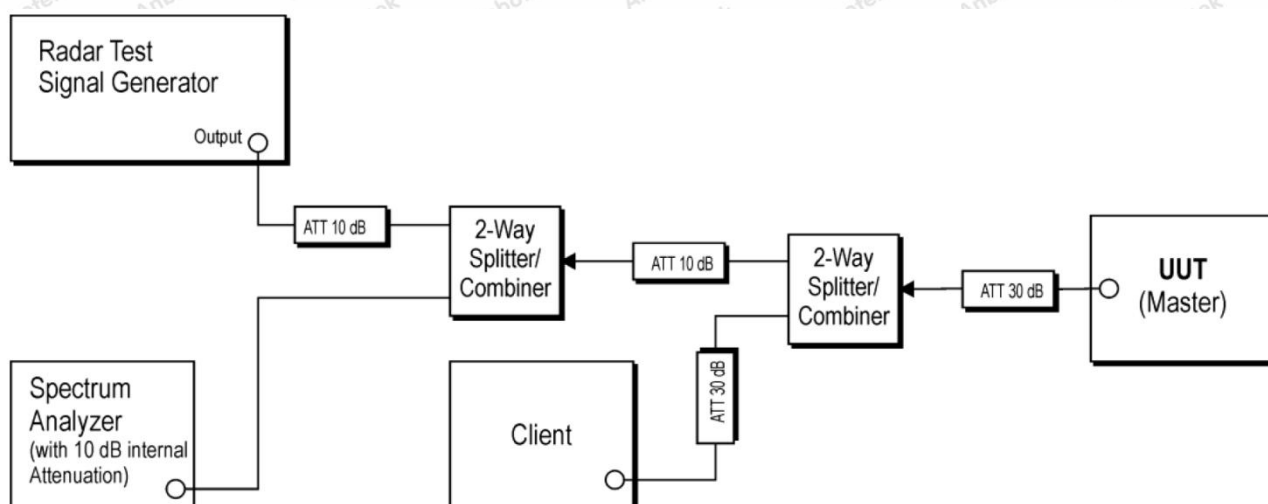 Radar Test
Signal Generator
Output
ATT 10 dB
2-Way
Splitter/
Combiner
ATT 10 dB
2-Way
Splitter/
Combiner
ATT 30 dB
UUT
(Master)
Spectrum
Analyzer
(with 10 dB internal
Attenuation)
Client
ATT 30 dB